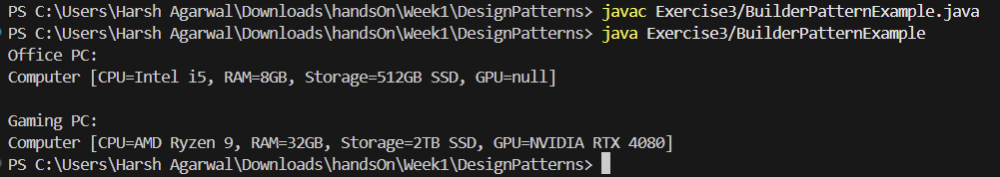 PS C:\Users\Harsh Agarwal\Downloads\handsOn\Week1\DesignPatterns> javac Exercise3/BuilderPatternExample.java
PS C:\Users\Harsh Agarwal\Downloads\handsOn\Week1\DesignPatterns> java Exercise3/BuilderPatternExample
Office PC:
Computer [CPU=Intel i5, RAM=8GB, Storage=512GB SSD, GPU=null]
Gaming PC:
Computer [CPU=AMD Ryzen 9, RAM=32GB, Storage=2TB SSD, GPU=NVIDIA RTX 4080]
PS C:\Users\Harsh Agarwal\Downloads\handsOn\Week1\DesignPatterns>